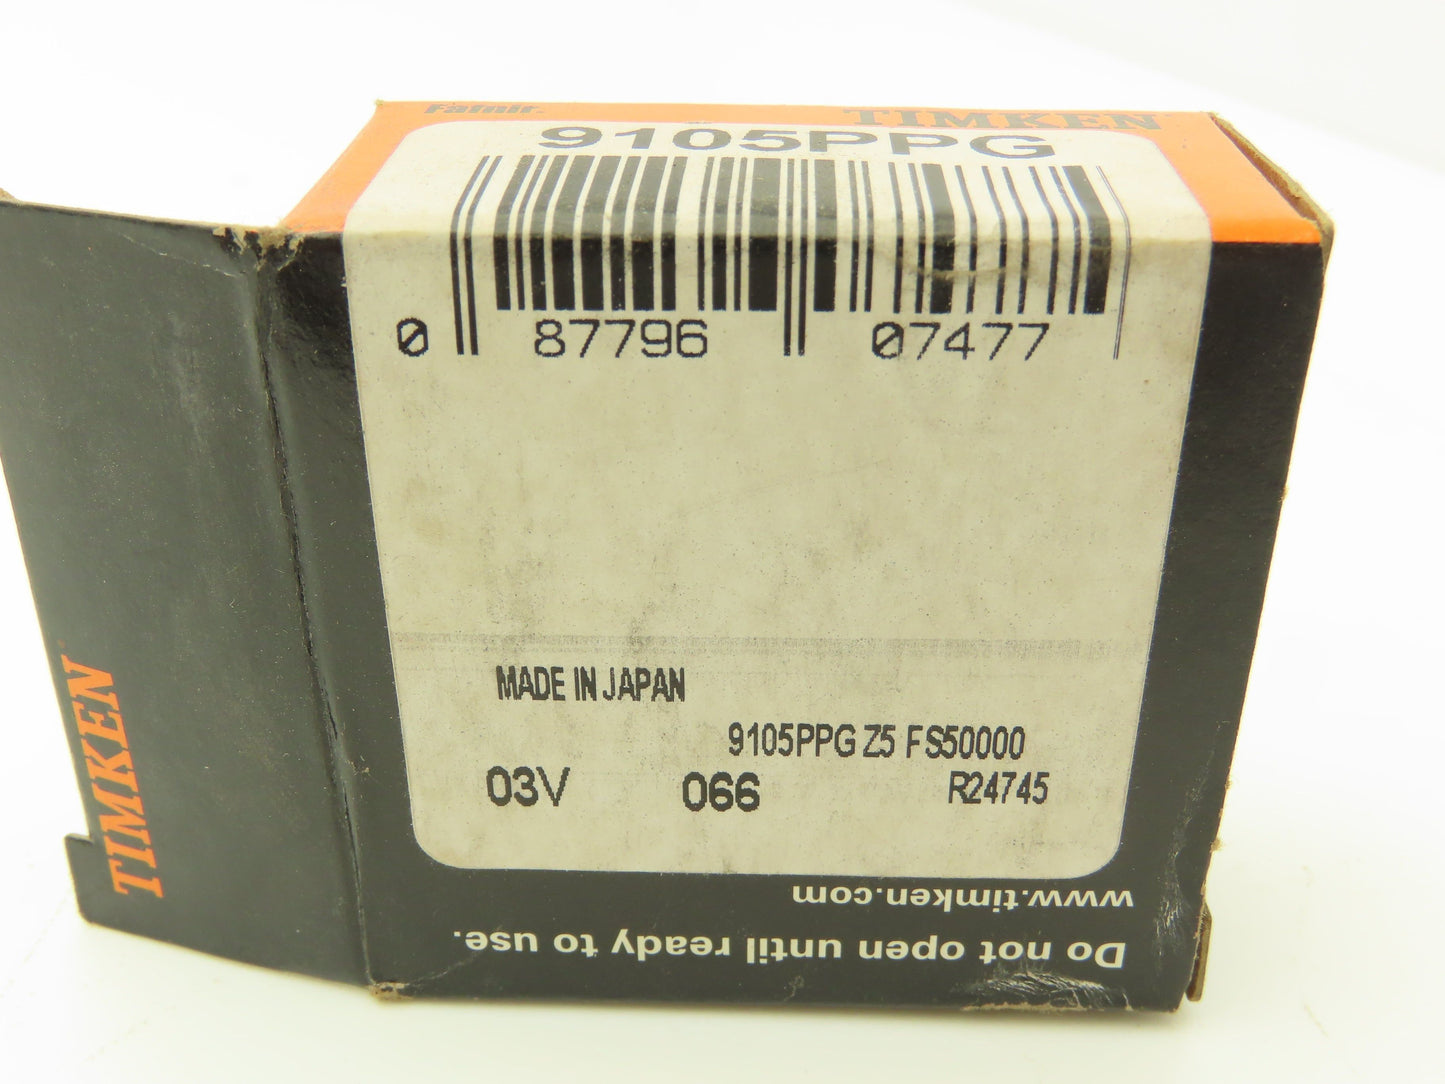 Fafnir. TIMKEN
9105PPG
0 87796 07477
MADE IN JAPAN
9105PPG Z5 FS50000
03V 066 R24745
TIMKEN
www.timken.com
Do not open until ready to use.